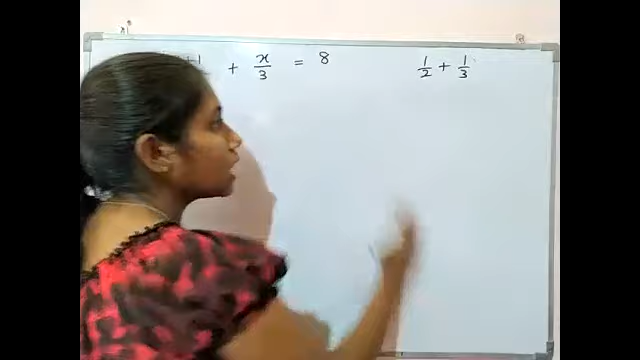 +1 + x/3 = 8
1/2 + 1/3